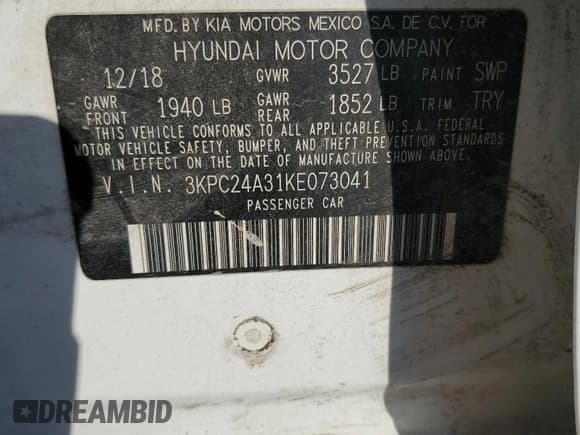 MFD. BY KIA MOTORS MEXICO S.A. DE C.V. FOR
HYUNDAI MOTOR COMPANY
12/18 GVWR 3527 LB PAINT SWP
GAWR FRONT 1940 LB GAWR REAR 1852 LB TRIM TRY
THIS VEHICLE CONFORMS TO ALL APPLICABLE U.S.A. FEDERAL
MOTOR VEHICLE SAFETY, BUMPER, AND THEFT PREVENTION STANDARDS
IN EFFECT ON THE DATE OF MANUFACTURE SHOWN ABOVE.
V.I.N. 3KPC24A31KE073041
PASSENGER CAR
DREAMBID